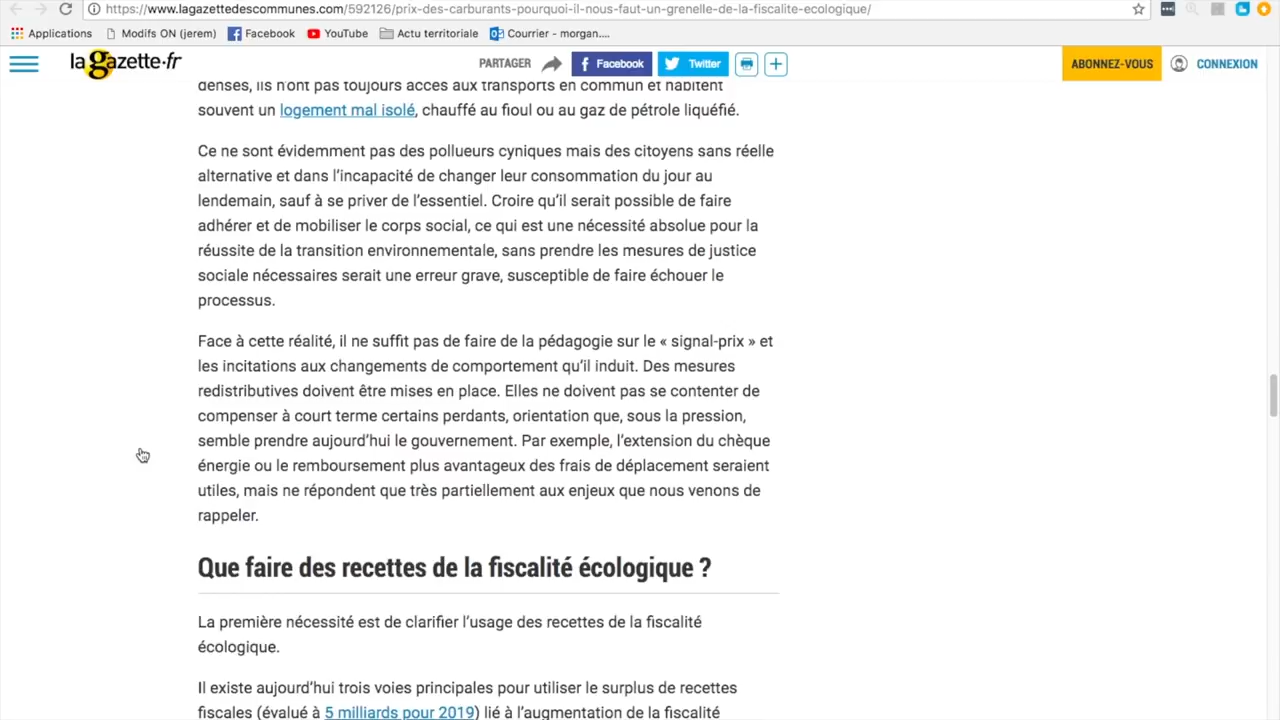 https://www.lagazettedescommunes.com/592126/prix-des-carburants-pourquoi-il-nous-faut-un-grenelle-de-la-fiscalite-ecologique/
Applications Modifs ON (jerem) Facebook YouTube Actu territoriale Courrier - morgan....
la gazette.fr PARTAGER Facebook Twitter ABONNEZ-VOUS CONNEXION
denses, ils n'ont pas toujours accès aux transports en commun et habitent
souvent un logement mal isolé, chauffé au fioul ou au gaz de pétrole liquéfié.
Ce ne sont évidemment pas des pollueurs cyniques mais des citoyens sans réelle
alternative et dans l'incapacité de changer leur consommation du jour au
lendemain, sauf à se priver de l'essentiel. Croire qu'il serait possible de faire
adhérer et de mobiliser le corps social, ce qui est une nécessité absolue pour la
réussite de la transition environnementale, sans prendre les mesures de justice
sociale nécessaires serait une erreur grave, susceptible de faire échouer le
processus.
Face à cette réalité, il ne suffit pas de faire de la pédagogie sur le « signal-prix » et
les incitations aux changements de comportement qu'il induit. Des mesures
redistributives doivent être mises en place. Elles ne doivent pas se contenter de
compenser à court terme certains perdants, orientation que, sous la pression,
semble prendre aujourd'hui le gouvernement. Par exemple, l'extension du chèque
énergie ou le remboursement plus avantageux des frais de déplacement seraient
utiles, mais ne répondent que très partiellement aux enjeux que nous venons de
rappeler.
Que faire des recettes de la fiscalité écologique ?
La première nécessité est de clarifier l'usage des recettes de la fiscalité
écologique.
Il existe aujourd'hui trois voies principales pour utiliser le surplus de recettes
fiscales (évalué à 5 milliards pour 2019) lié à l'augmentation de la fiscalité